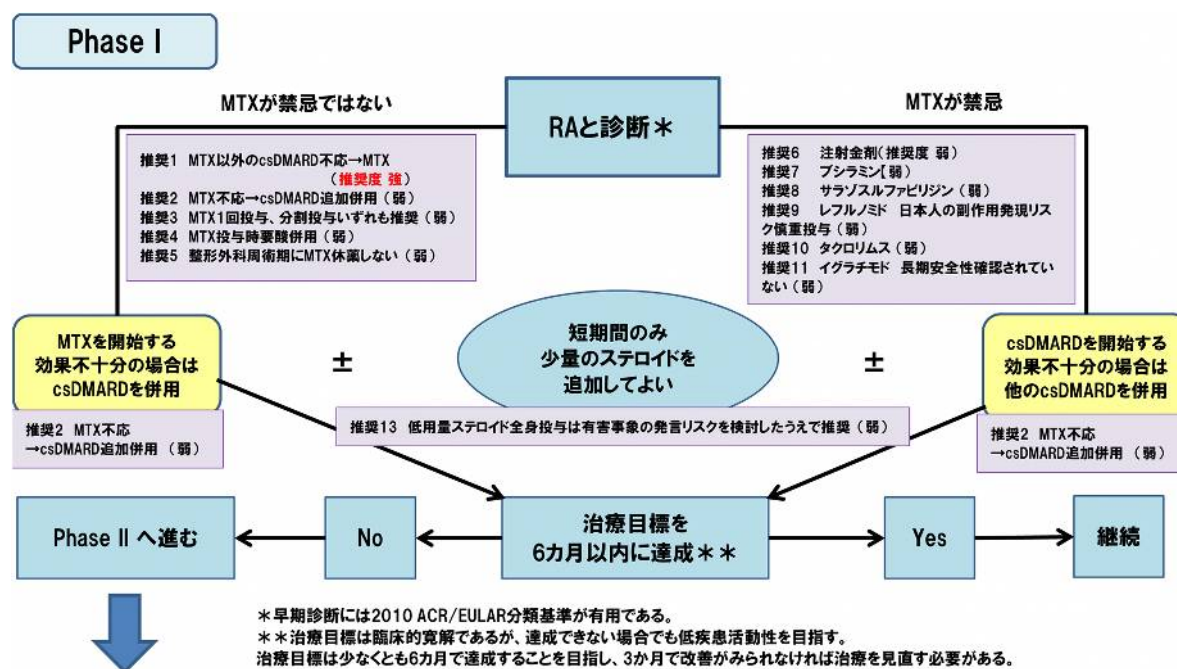 Phase Ⅰ
MTXが禁忌ではない
RAと診断＊
MTXが禁忌
推奨1 MTX以外のcsDMARD不応→MTX
（推奨度 強）
推奨2 MTX不応→csDMARD追加併用（弱）
推奨3 MTX1回投与、分割投与いずれも推奨（弱）
推奨4 MTX投与時要酸併用（弱）
推奨5 整形外科周術期にMTX休薬しない（弱）
推奨6 注射金剤（推奨度 弱）
推奨7 ブシラミン【弱）
推奨8 サラゾスルファピリジン（弱）
推奨9 レフルノミド 日本人の副作用発現リス
ク慎重投与（弱）
推奨10 タクロリムス（弱）
推奨11 イグラチモド 長期安全性確認されてい
ない（弱）
MTXを開始する
効果不十分の場合は
csDMARDを併用
±
短期間のみ
少量のステロイドを
追加してよい
±
csDMARDを開始する
効果不十分の場合は
他のcsDMARDを併用
推奨2 MTX不応
→csDMARD追加併用（弱）
推奨13 低用量ステロイド全身投与は有害事象の発言リスクを検討したうえで推奨（弱）
推奨2 MTX不応
→csDMARD追加併用（弱）
Phase Ⅱ へ進む
No
治療目標を
6カ月以内に達成＊＊
Yes
継続
＊早期診断には2010 ACR/EULAR分類基準が有用である。
＊＊治療目標は臨床的寛解であるが、達成できない場合でも低疾患活動性を目指す。
治療目標は少なくとも6カ月で達成することを目指し、3か月で改善がみられなければ治療を見直す必要がある。